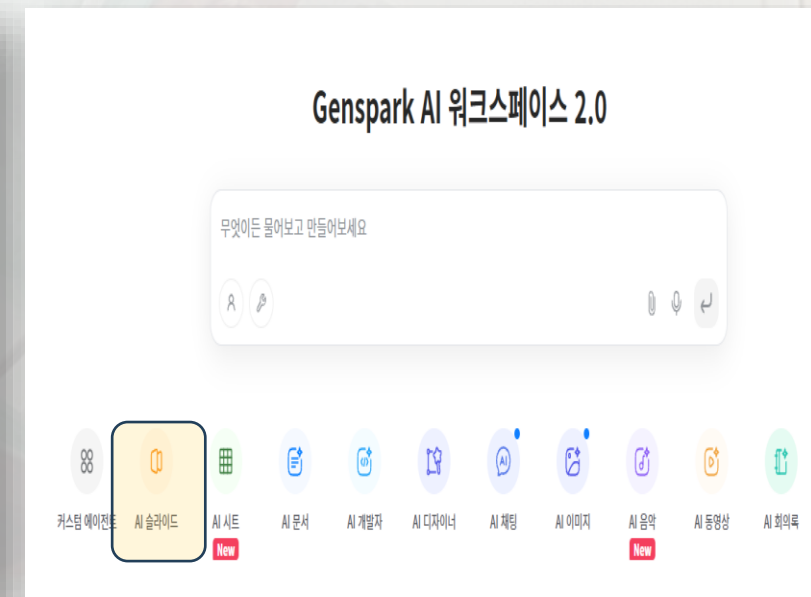 Genspark AI 워크스페이스 2.0
무엇이든 물어보고 만들어보세요
커스텀 에이전트 AI 슬라이드 AI 시트 AI 문서 AI 개발자 AI 디자이너 AI 채팅 AI 이미지 AI 음악 AI 동영상 AI 회의록
New New